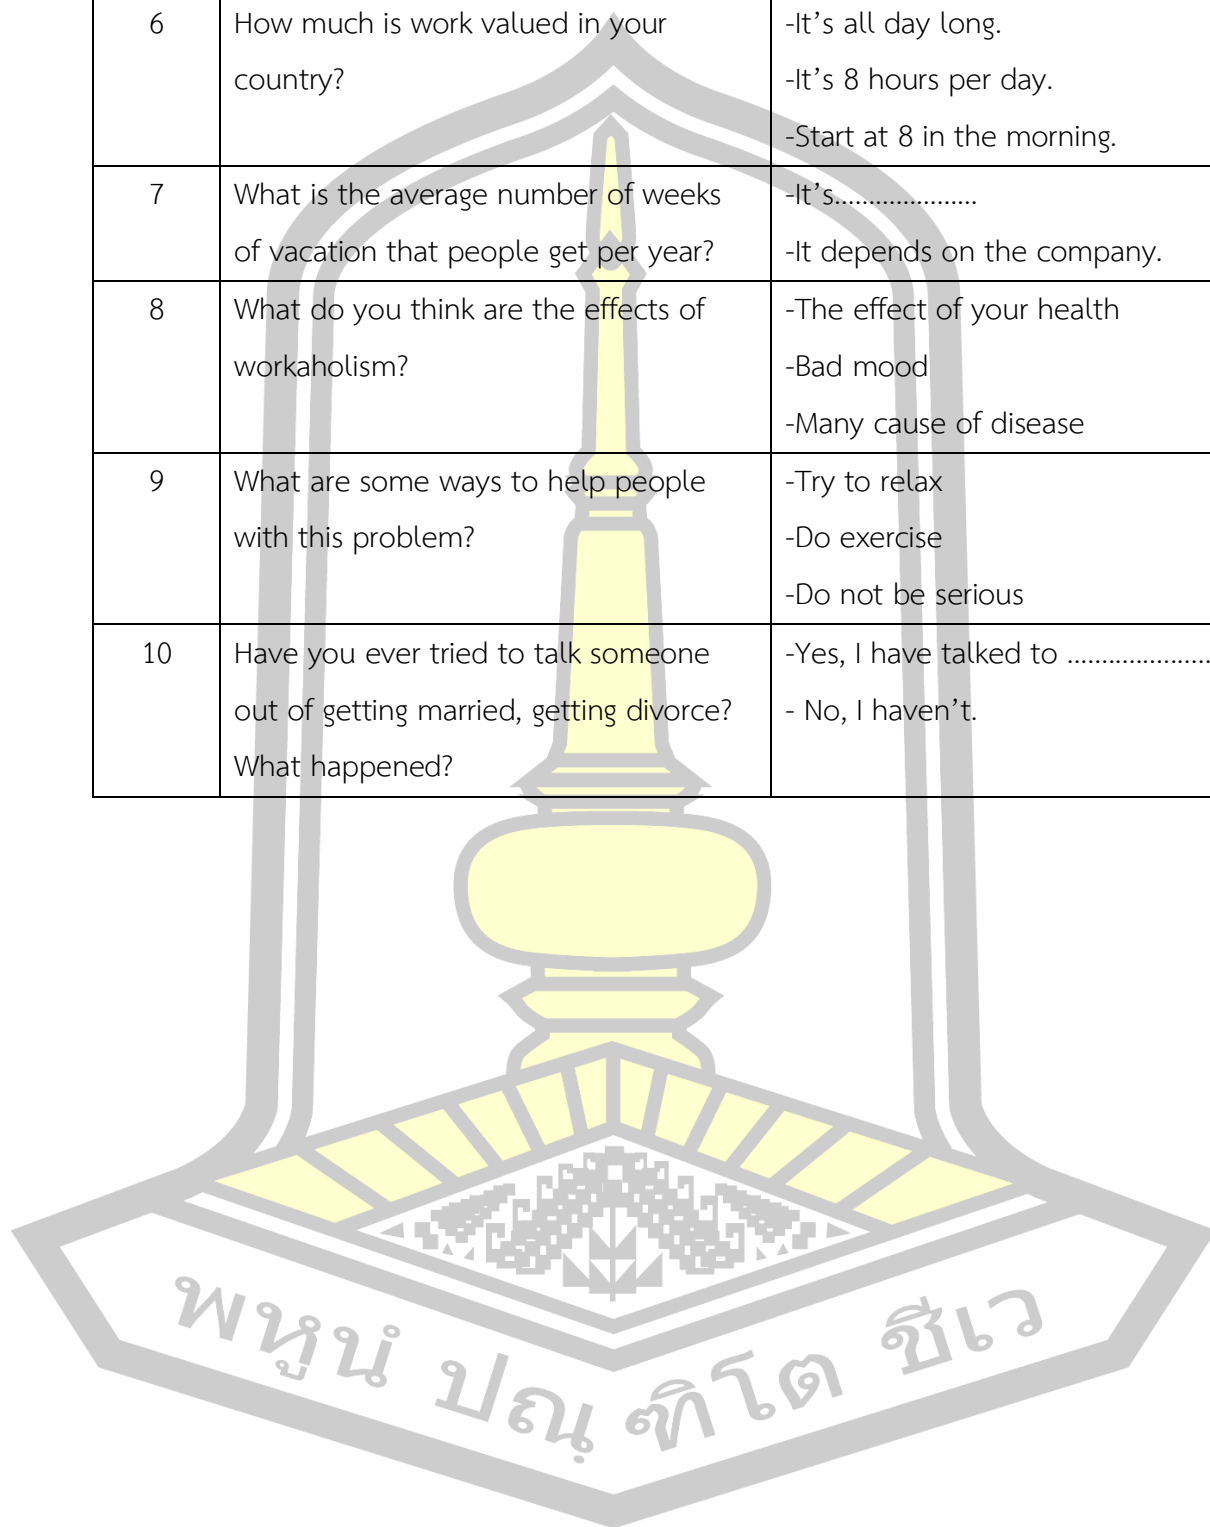 6 How much is work valued in your -It's all day long.
country? -It's 8 hours per day.
-Start at 8 in the morning.
7 What is the average number of weeks -It's.....................
of vacation that people get per year? -It depends on the company.
8 What do you think are the effects of -The effect of your health
workaholism? -Bad mood
-Many cause of disease
9 What are some ways to help people -Try to relax
with this problem? -Do exercise
-Do not be serious
10 Have you ever tried to talk someone -Yes, I have talked to .....................
out of getting married, getting divorce? - No, I haven't.
What happened?
พหูนํ ปณฺฑิโต ชีเว